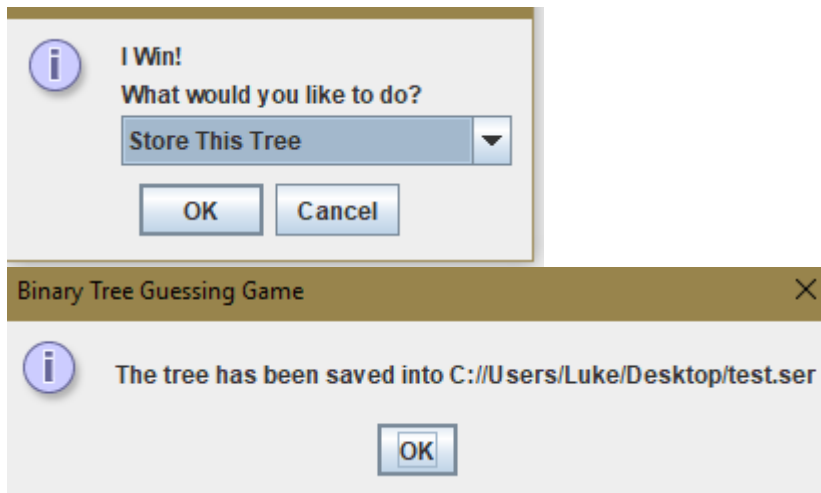 I Win!
What would you like to do?
Store This Tree
OK Cancel
Binary Tree Guessing Game
The tree has been saved into C://Users/Luke/Desktop/test.ser
OK